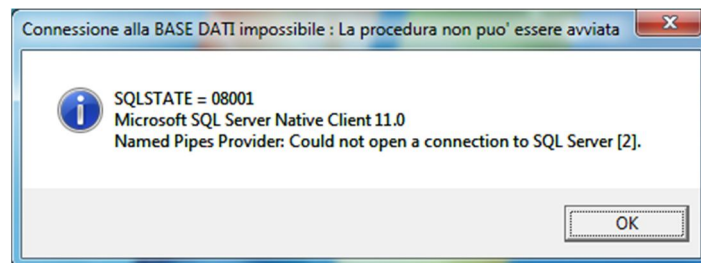 Connessione alla BASE DATI impossibile : La procedura non puo' essere avviata
SQLSTATE = 08001
Microsoft SQL Server Native Client 11.0
Named Pipes Provider: Could not open a connection to SQL Server [2].
OK